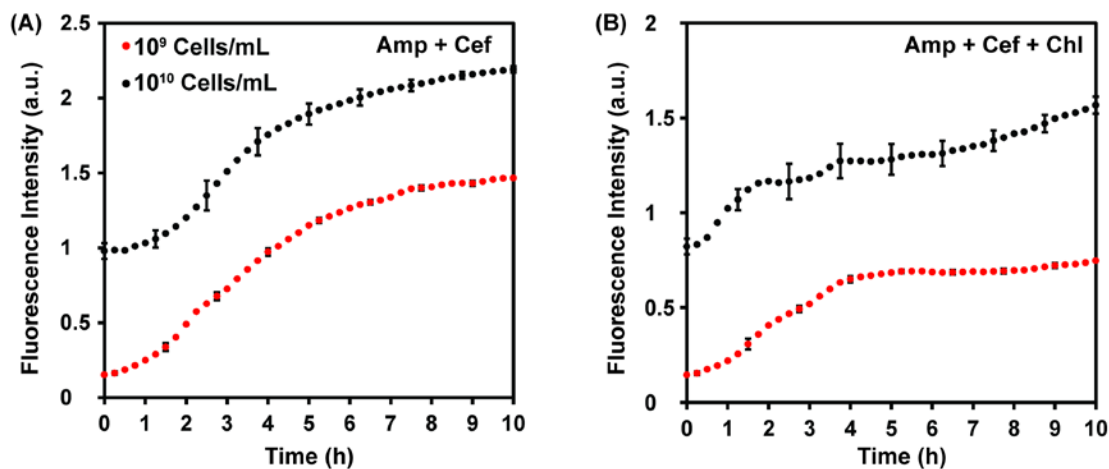 (A)
Amp + Cef
10⁹ Cells/mL
10¹⁰ Cells/mL
Fluorescence Intensity (a.u.)
2.5
2
1.5
1
0.5
0
0 1 2 3 4 5 6 7 8 9 10
Time (h)
(B)
Amp + Cef + Chl
Fluorescence Intensity (a.u.)
2
1.5
1
0.5
0
0 1 2 3 4 5 6 7 8 9 10
Time (h)